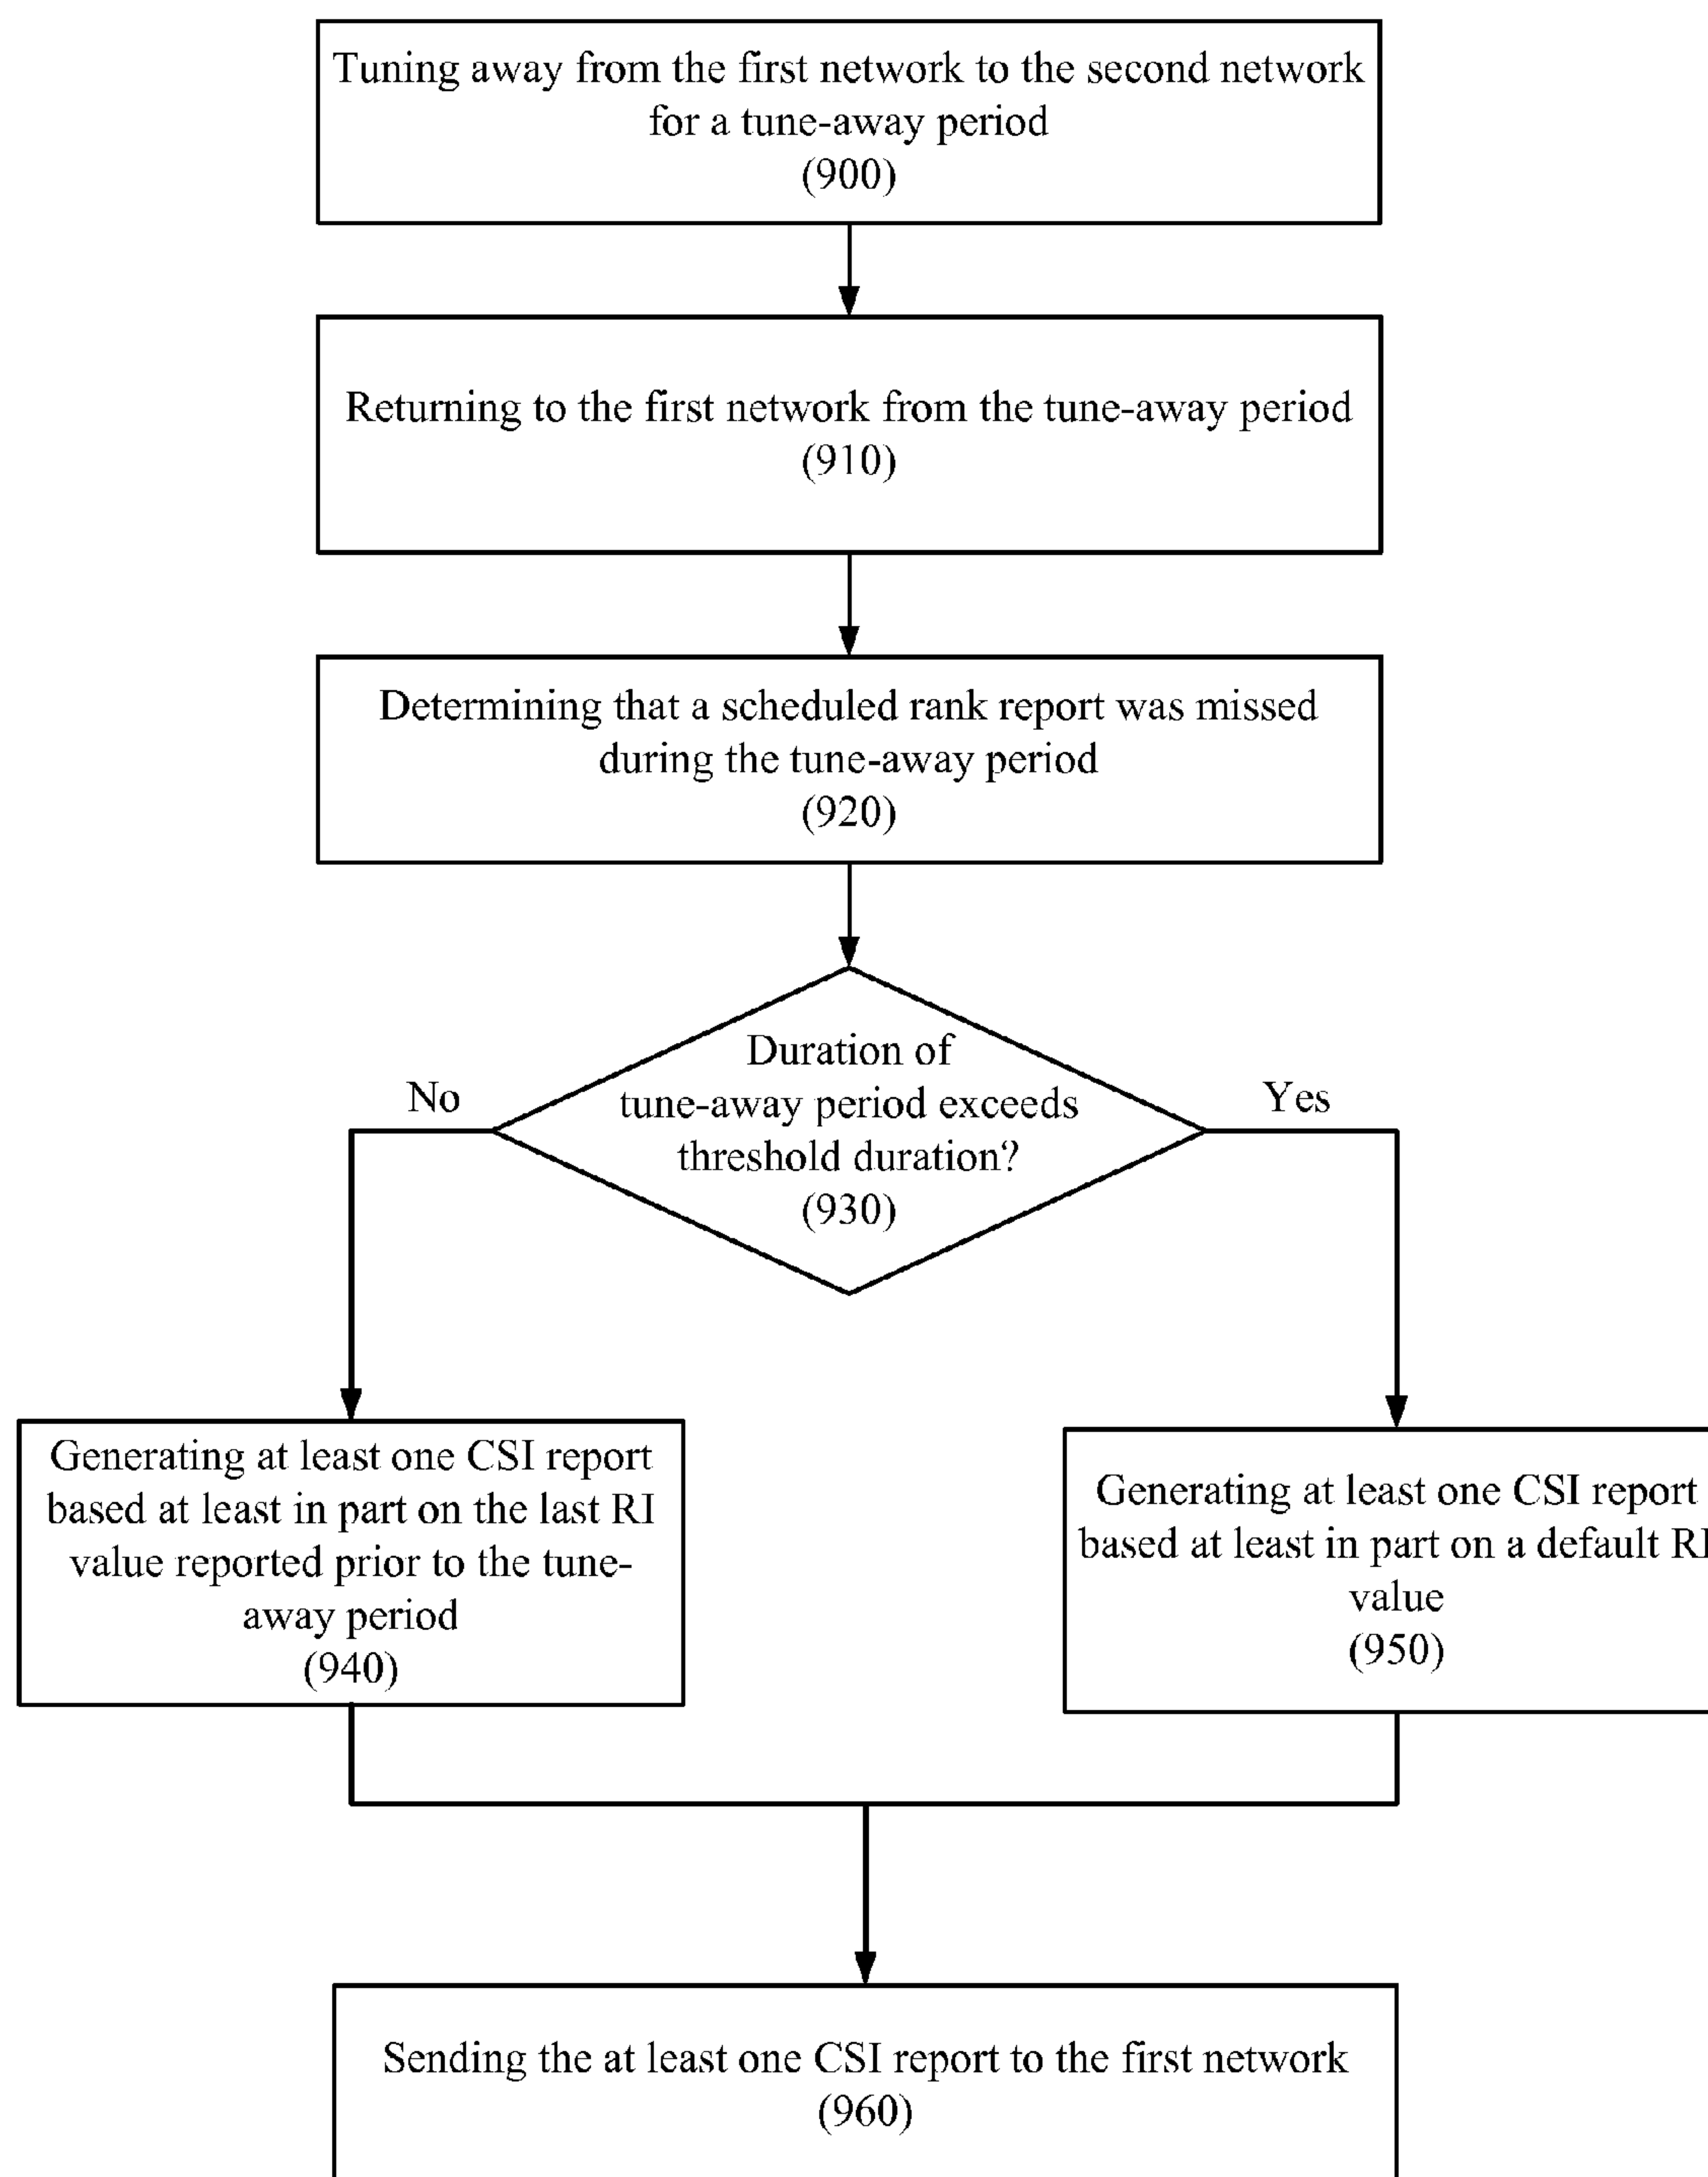 Tuning away from the first network to the second network
for a tune-away period
(900)
Returning to the first network from the tune-away period
(910)
Determining that a scheduled rank report was missed
during the tune-away period
(920)
Duration of
tune-away period exceeds
threshold duration?
(930)
No
Yes
Generating at least one CSI report
based at least in part on the last RI
value reported prior to the tune-
away period
(940)
Generating at least one CSI report
based at least in part on a default RI
value
(950)
Sending the at least one CSI report to the first network
(960)